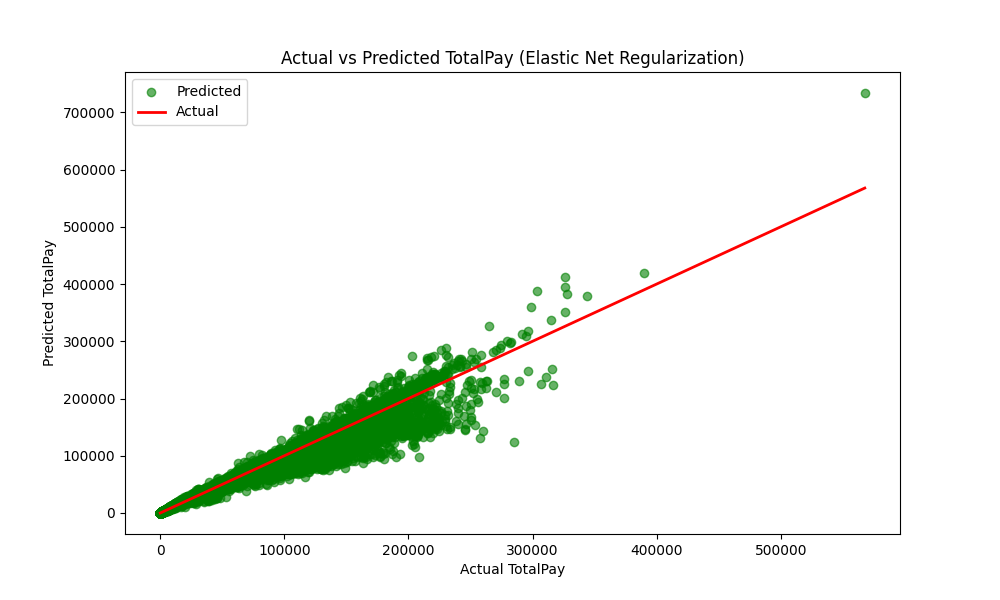 Actual vs Predicted TotalPay (Elastic Net Regularization)
Predicted
Actual
700000
600000
500000
400000
300000
200000
100000
0
Predicted TotalPay
0 100000 200000 300000 400000 500000
Actual TotalPay